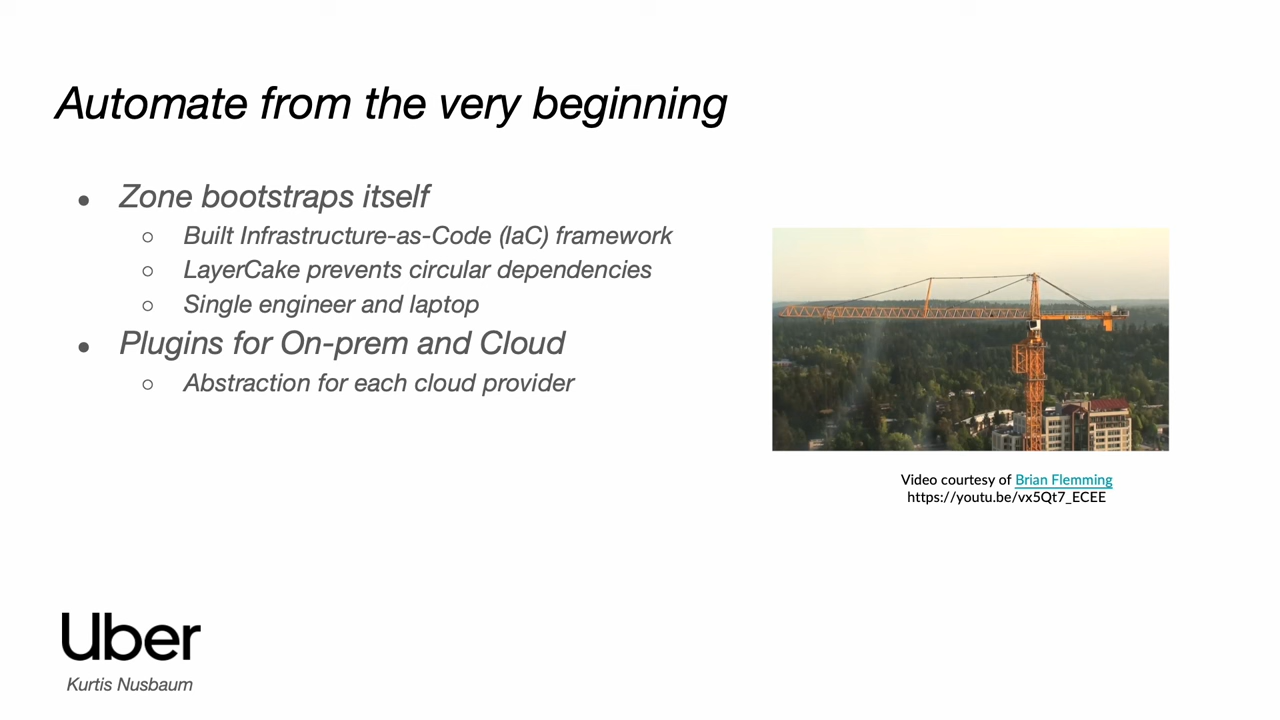 Automate from the very beginning
● Zone bootstraps itself
○ Built Infrastructure-as-Code (IaC) framework
○ LayerCake prevents circular dependencies
○ Single engineer and laptop
● Plugins for On-prem and Cloud
○ Abstraction for each cloud provider
Video courtesy of Brian Flemming
https://youtu.be/vx5Qt7_ECEE
Uber
Kurtis Nusbaum